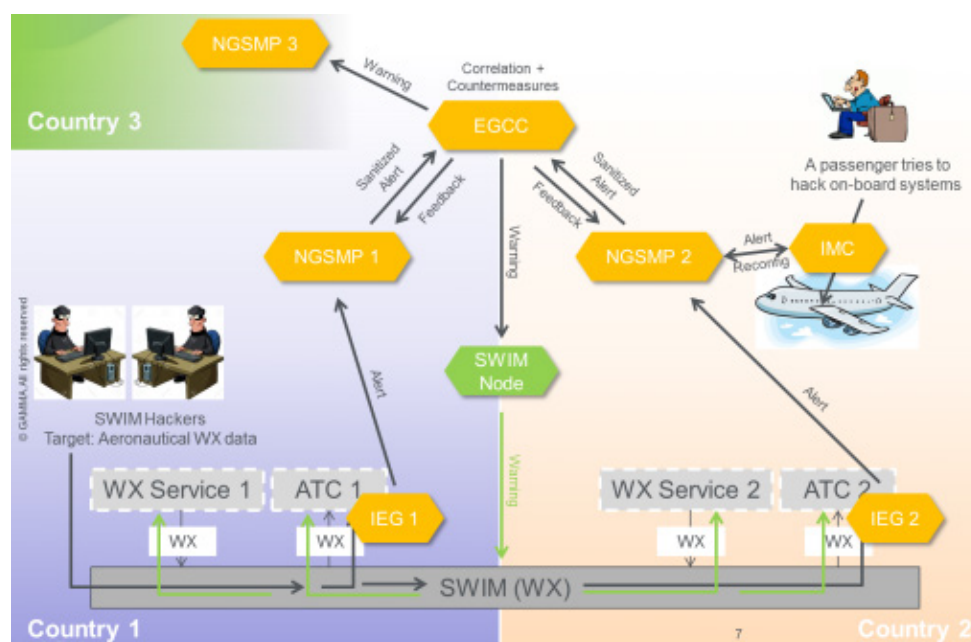 NGSMP 3
Warning
Correlation +
Countermeasures
Country 3
EGCC
A passenger tries to
hack on-board systems
Sanitized
Alert
Feedback
Sanitized
Alert
Feedback
Warning
NGSMP 1
NGSMP 2
Alert
Reconfig
IMC
© GAMMA. All rights reserved
SWIM
Node
Alert
Alert
SWIM Hackers
Target: Aeronautical WX data
Warning
WX Service 1
ATC 1
WX Service 2
ATC 2
IEG 1
IEG 2
WX
WX
WX
WX
SWIM (WX)
Country 1
7
Country 2